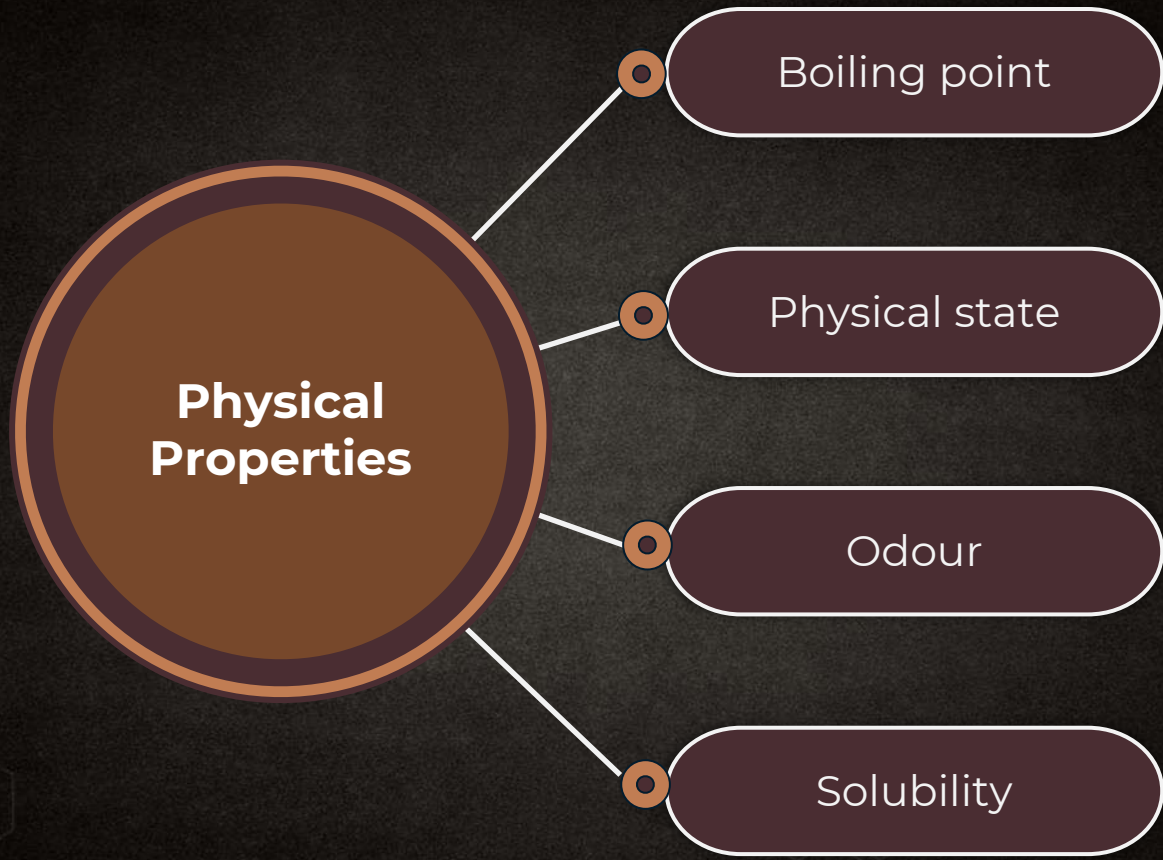 Physical
Properties
Boiling point
Physical state
Odour
Solubility